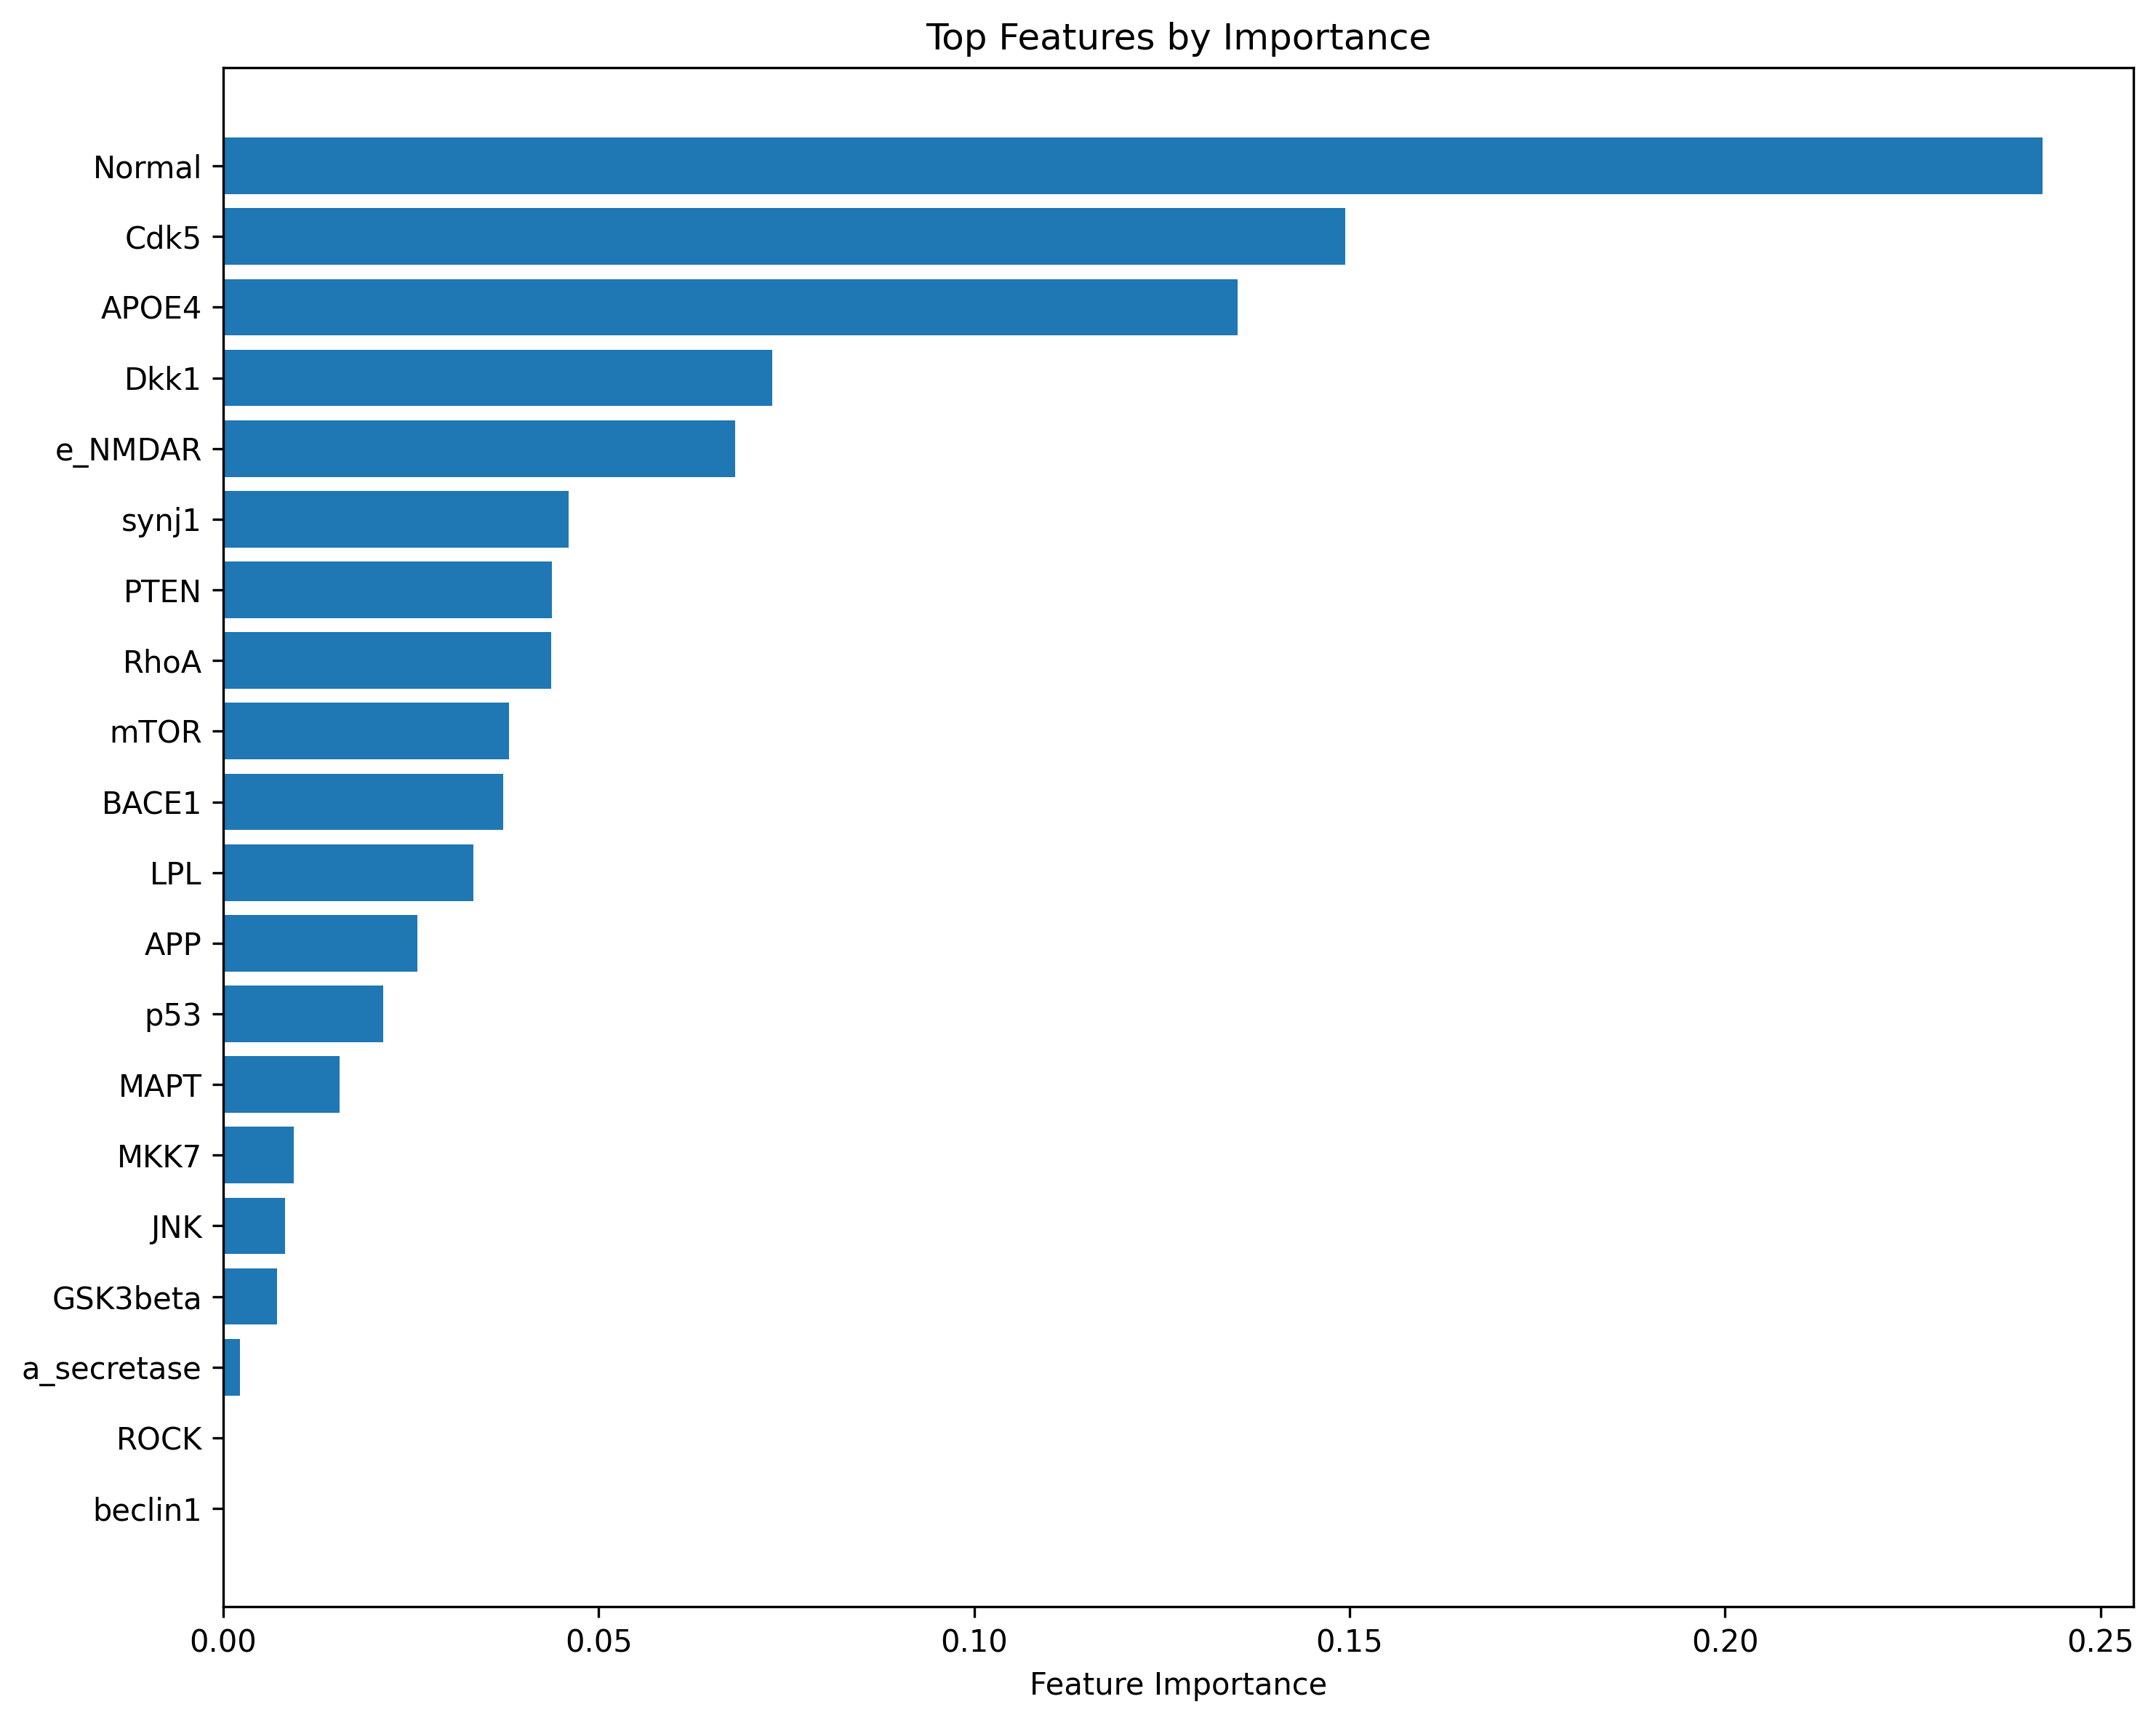 Top Features by Importance
Normal
Cdk5
APOE4
Dkk1
e_NMDAR
synj1
PTEN
RhoA
mTOR
BACE1
LPL
APP
p53
MAPT
MKK7
JNK
GSK3beta
a_secretase
ROCK
beclin1
0.00 0.05 0.10 0.15 0.20 0.25
Feature Importance